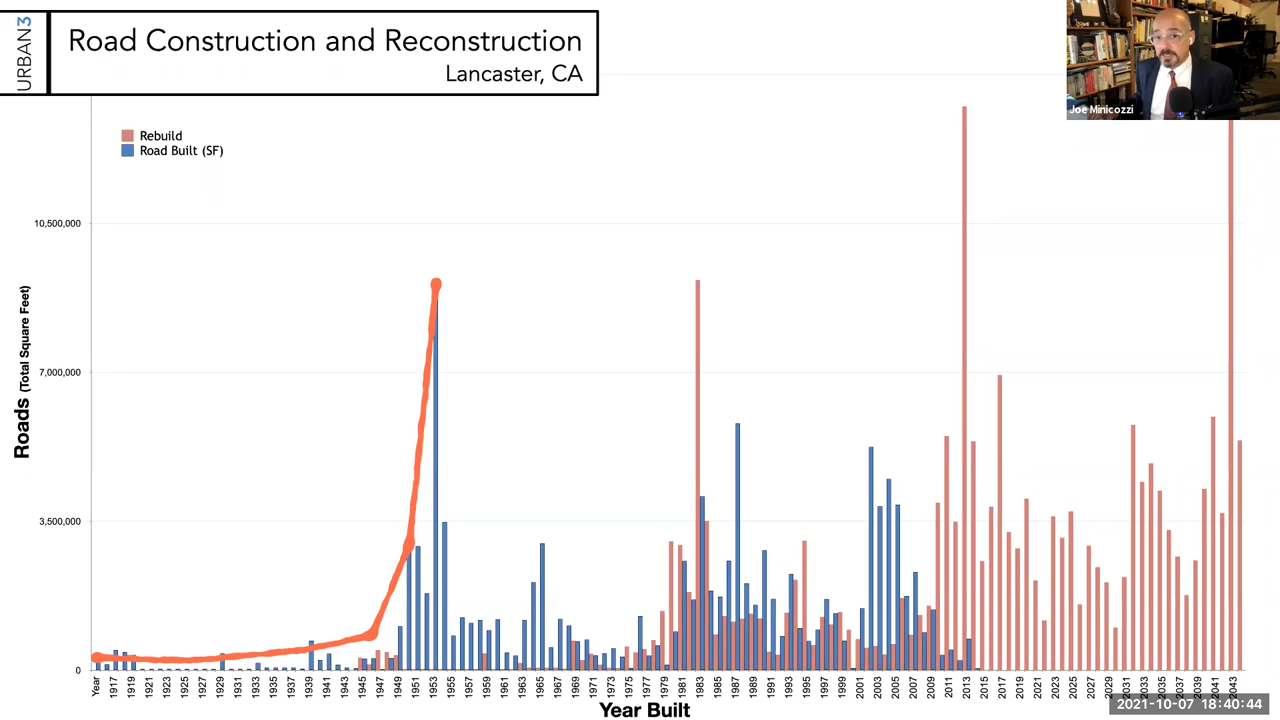 URBAN3
Road Construction and Reconstruction
Lancaster, CA
Joe Minicozzi
Rebuild
Road Built (SF)
10,500,000
7,000,000
3,500,000
0
Roads (Total Square Feet)
Year 1917 1919 1921 1923 1925 1927 1929 1931 1933 1935 1937 1939 1941 1943 1945 1947 1949 1951 1953 1955 1957 1959 1961 1963 1965 1967 1969 1971 1973 1975 1977 1979 1981 1983 1985 1987 1989 1991 1993 1995 1997 1999 2001 2003 2005 2007 2009 2011 2013 2015 2017 2019 2021 2023 2025 2027 2029 2031 2033 2035 2037 2039 2041 2043
Year Built
2021-10-07 18:40:44